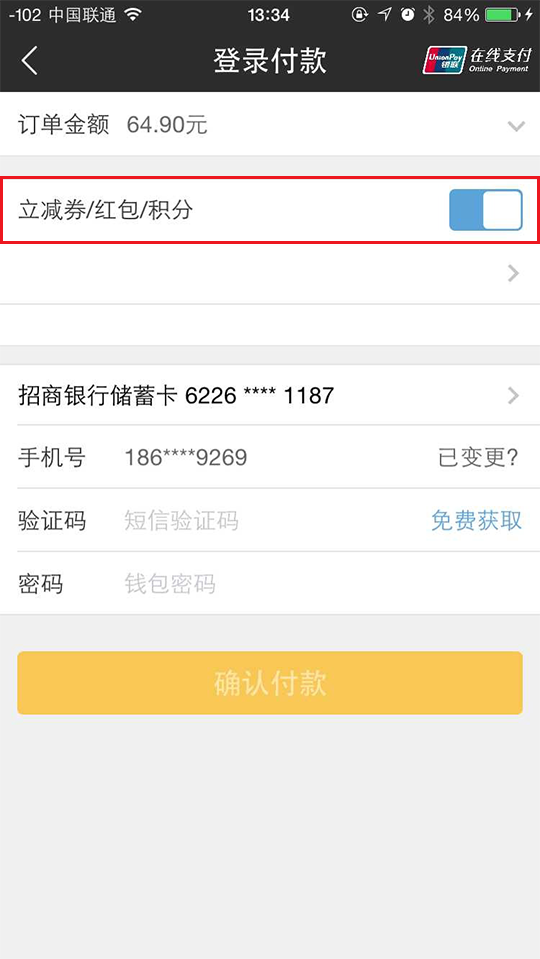 -102 中国联通 13:34 84%
登录付款
UnionPay 银联 在线支付
Online Payment
订单金额 64.90元
立减券/红包/积分
招商银行储蓄卡 6226 **** 1187
手机号 186****9269 已变更?
验证码 短信验证码 免费获取
密码 钱包密码
确认付款